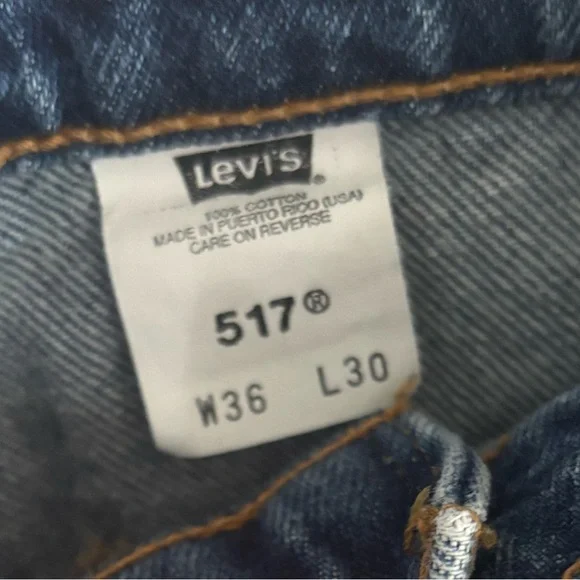 Levi's®
100% COTTON
MADE IN PUERTO RICO (USA)
CARE ON REVERSE
517®
W36 L30